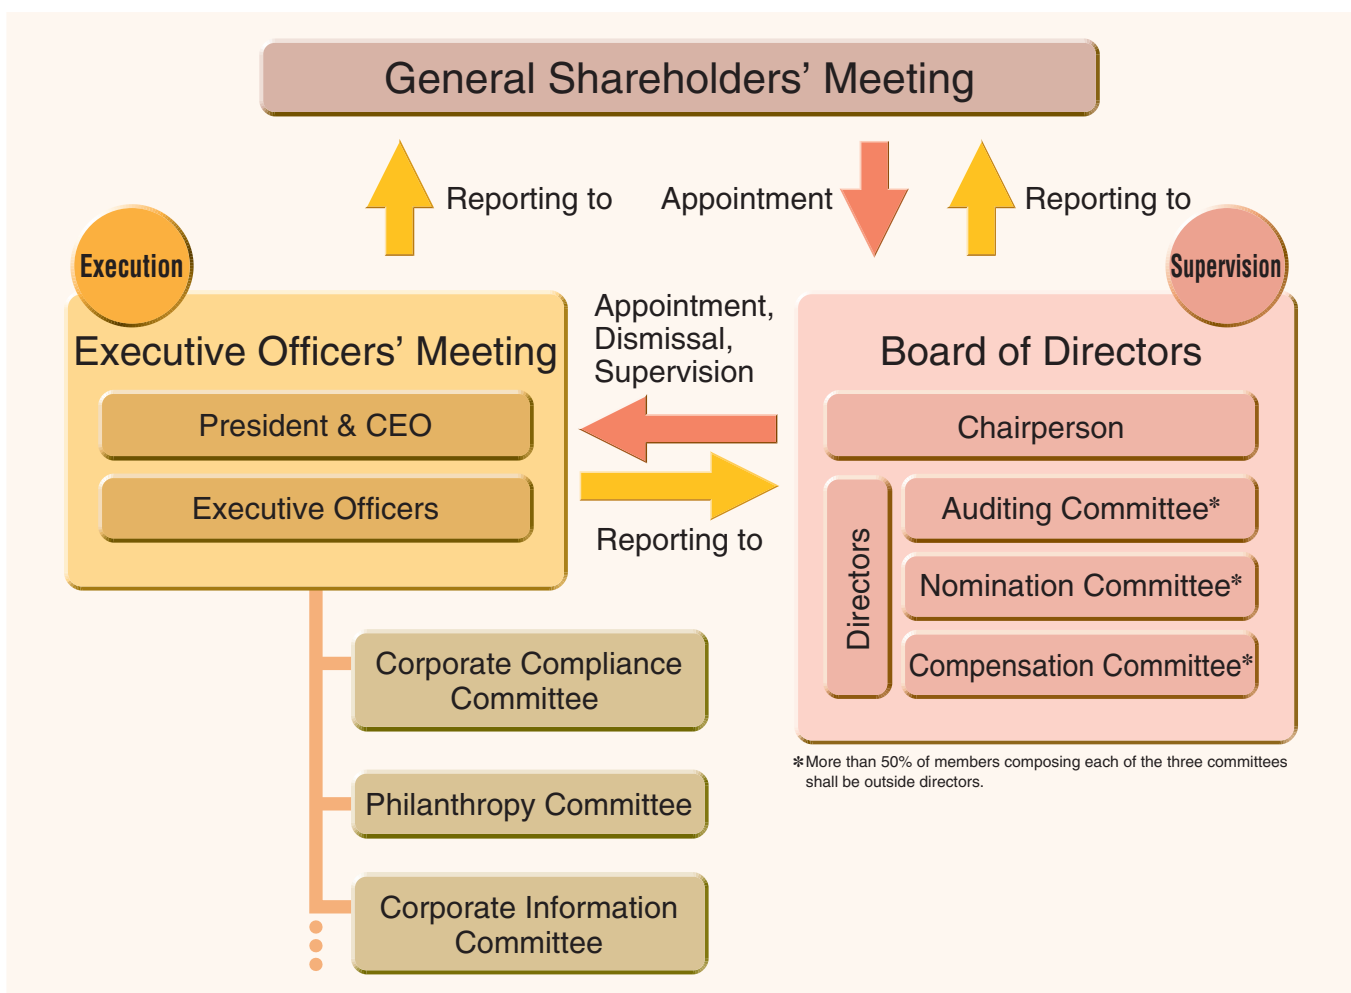 General Shareholders’ Meeting
Reporting to
Appointment
Reporting to
Execution
Supervision
Executive Officers’ Meeting
President & CEO
Executive Officers
Appointment,
Dismissal,
Supervision
Reporting to
Board of Directors
Chairperson
Directors
Auditing Committee*
Nomination Committee*
Compensation Committee*
*More than 50% of members composing each of the three committees
shall be outside directors.
Corporate Compliance
Committee
Philanthropy Committee
Corporate Information
Committee